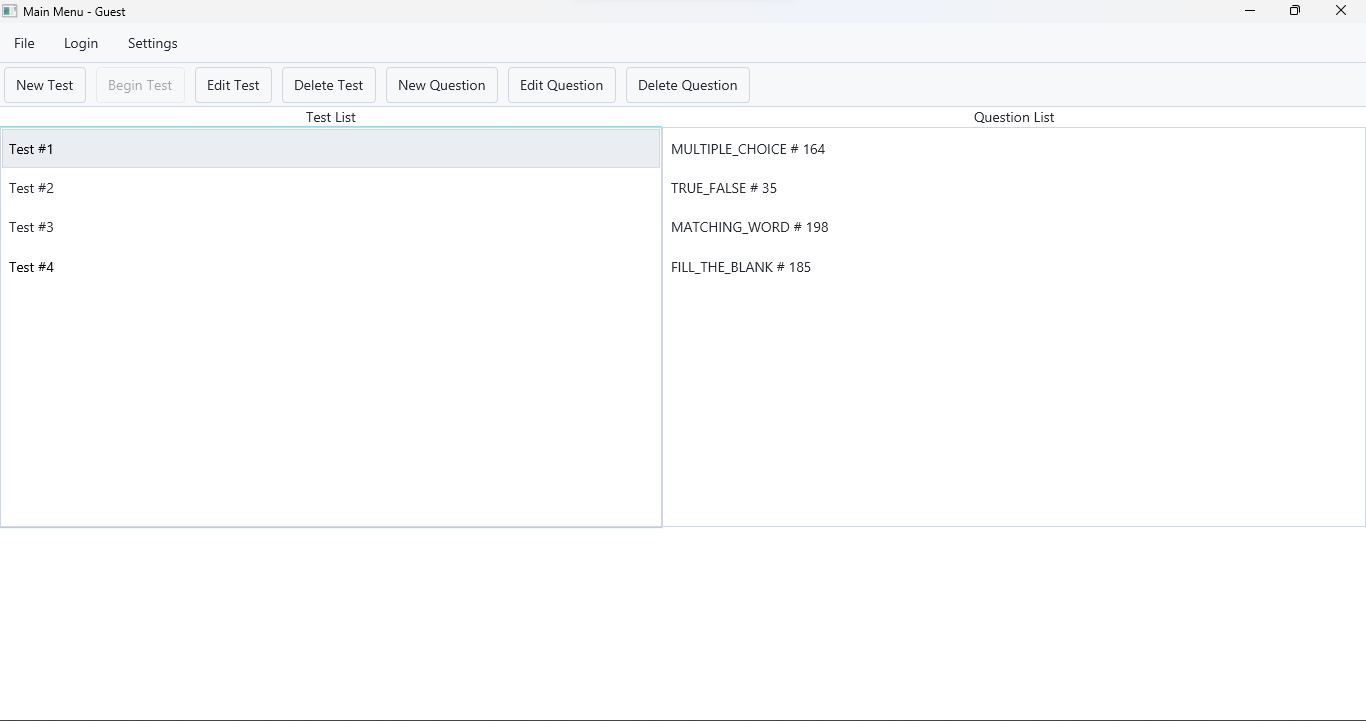 Main Menu - Guest
File Login Settings
New Test Begin Test Edit Test Delete Test New Question Edit Question Delete Question
Test List Question List
Test #1 MULTIPLE_CHOICE # 164
Test #2 TRUE_FALSE # 35
Test #3 MATCHING_WORD # 198
Test #4 FILL_THE_BLANK # 185